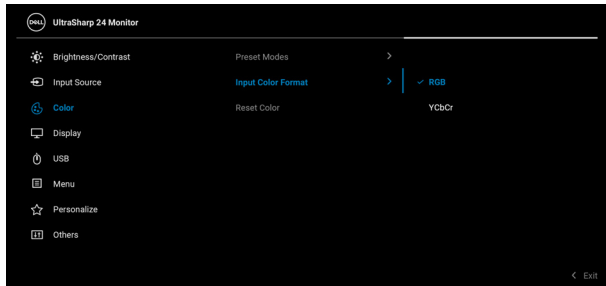 DELL UltraSharp 24 Monitor
Brightness/Contrast Preset Modes
Input Source Input Color Format RGB
Color Reset Color YCbCr
Display
USB
Menu
Personalize
Others
Exit